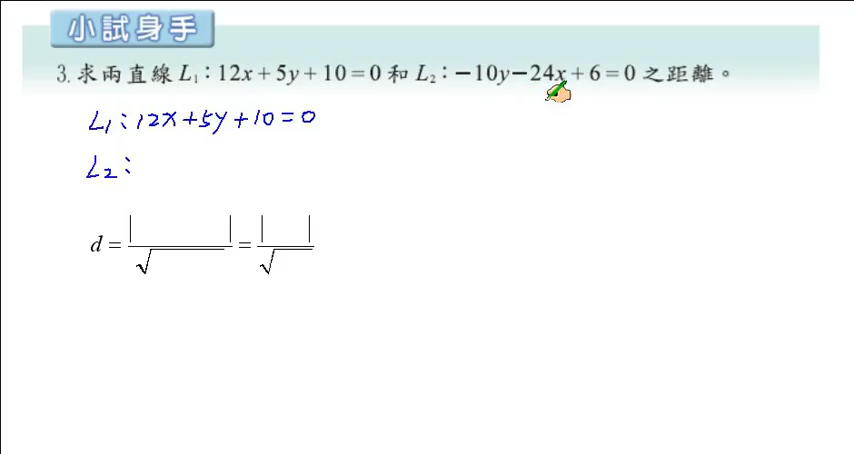 小試身手
3. 求兩直線 L₁：12x+5y+10=0 和 L₂：−10y−24x+6=0 之距離。
L₁：12x+5y+10=0
L₂：
d = | | / √ = | | / √